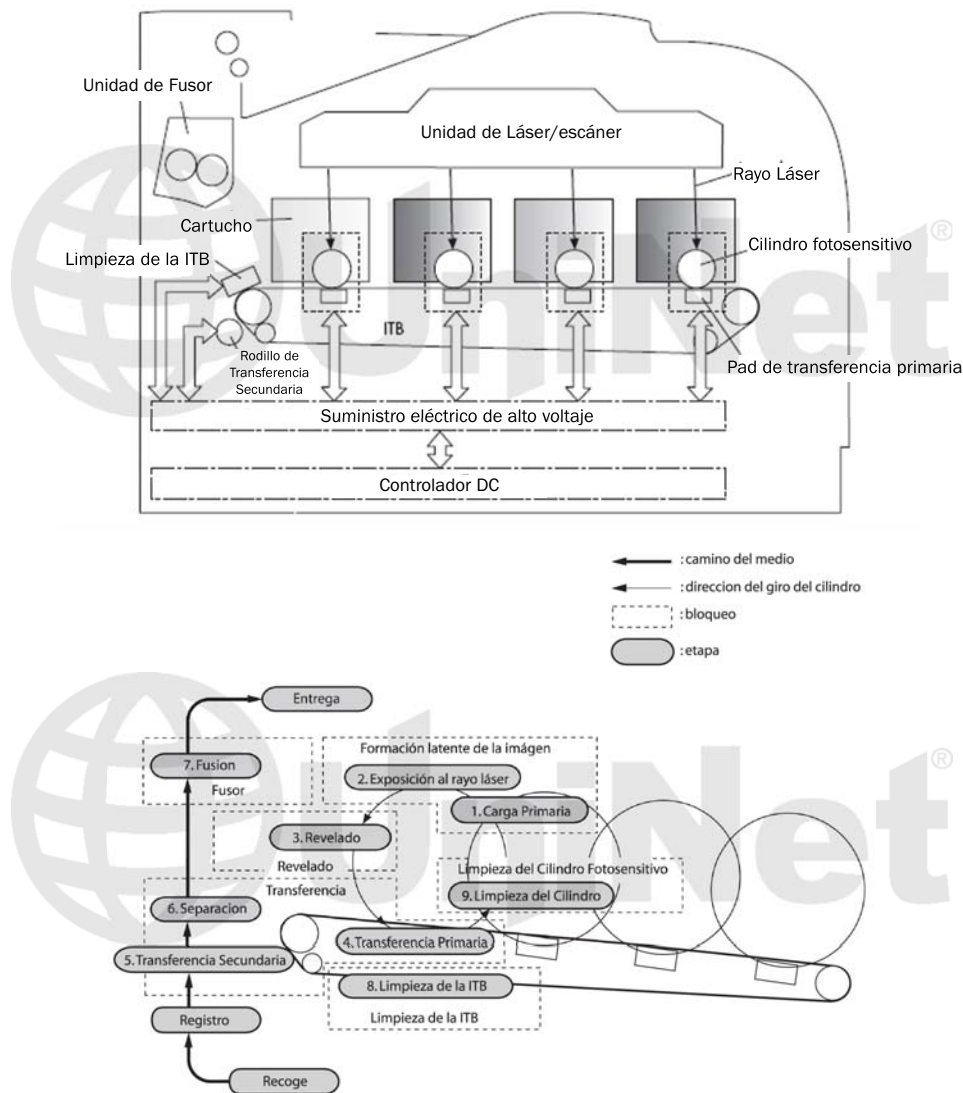 Unidad de Fusor
Unidad de Láser/escáner
Rayo Láser
Cartucho
Cilindro fotosensitivo
Limpieza de la ITB
ITB
Rodillo de
Transferencia
Secundaria
Pad de transferencia primaria
Suministro eléctrico de alto voltaje
Controlador DC
UniNet®
: camino del medio
: direccion del giro del cilindro
: bloqueo
: etapa
Entrega
Formación latente de la imágen
7. Fusion
2. Exposición al rayo láser
Fusor
1. Carga Primaria
3. Revelado
Revelado
Limpieza del Cilindro Fotosensitivo
Transferencia
9. Limpieza del Cilindro
6. Separacion
4. Transferencia Primaria
5. Transferencia Secundaria
8. Limpieza de la ITB
Registro
Limpieza de la ITB
Recoge
UniNet®